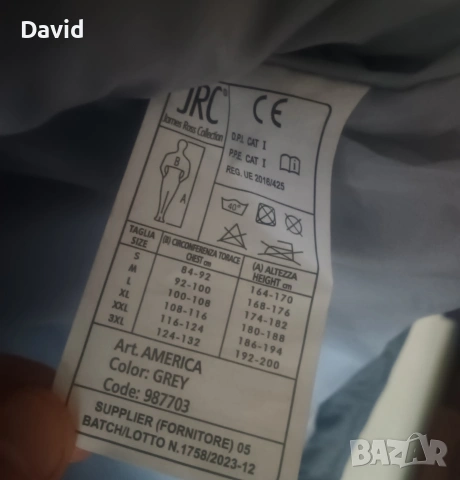 David
JRC®
James Ross Collection
CE
D.P.I. CAT I
P.P.E CAT I
REG. UE 2016/425
B
A
40°
TAGLIA SIZE
(B) CIRCONFERENZA TORACE CHEST cm
(A) ALTEZZA HEIGHT cm
S 84-92 164-170
M 92-100 168-176
L 100-108 174-182
XL 108-116 180-188
XXL 116-124 186-194
3XL 124-132 192-200
Art. AMERICA
Color: GREY
Code: 987703
SUPPLIER (FORNITORE) 05
BATCH/LOTTO N.1758/2023-12
BAZAR